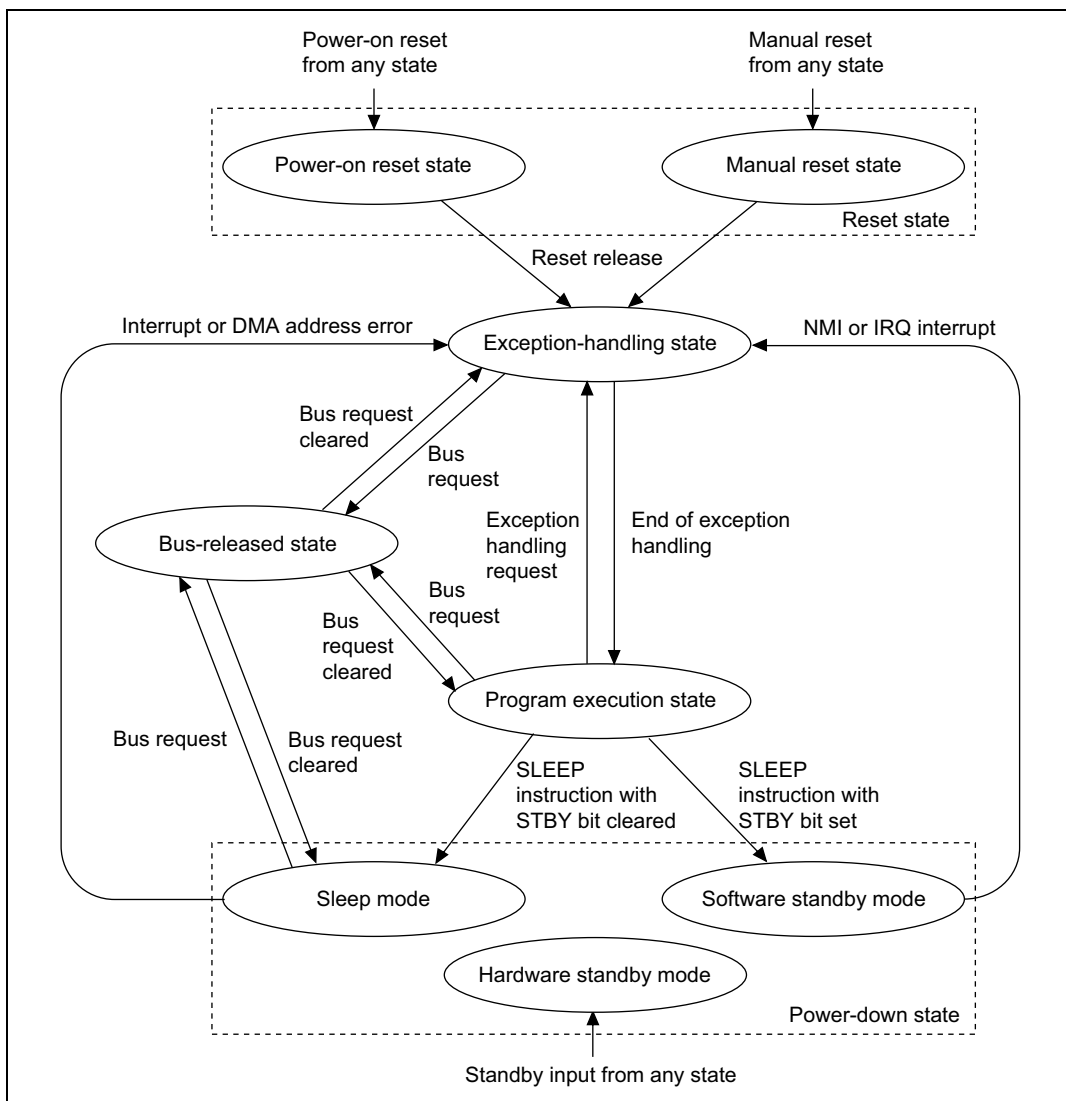 Power-on reset
from any state
Manual reset
from any state
Power-on reset state
Manual reset state
Reset state
Reset release
Interrupt or DMA address error
NMI or IRQ interrupt
Exception-handling state
Bus request
cleared
Bus
request
Bus-released state
Exception
handling
request
End of exception
handling
Bus
request
Bus
request
cleared
Program execution state
Bus request
Bus request
cleared
SLEEP
instruction with
STBY bit cleared
SLEEP
instruction with
STBY bit set
Sleep mode
Software standby mode
Hardware standby mode
Power-down state
Standby input from any state